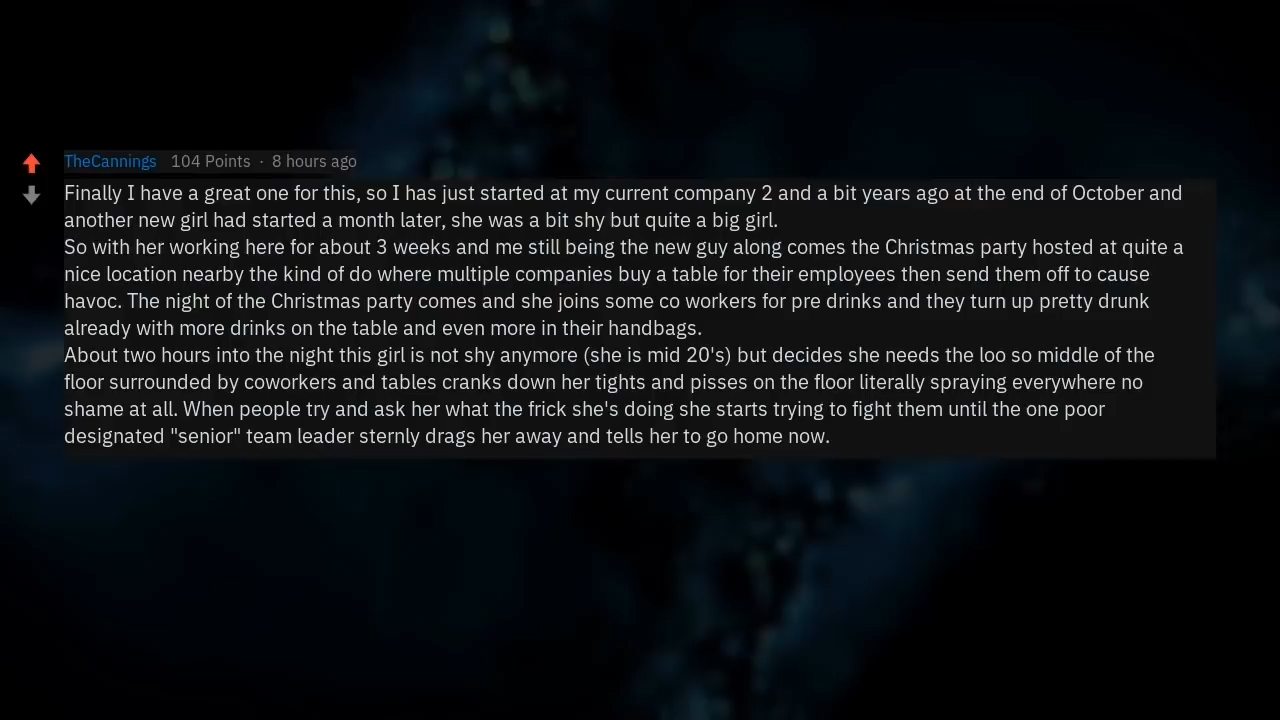 TheCannings 104 Points · 8 hours ago
Finally I have a great one for this, so I has just started at my current company 2 and a bit years ago at the end of October and
another new girl had started a month later, she was a bit shy but quite a big girl.
So with her working here for about 3 weeks and me still being the new guy along comes the Christmas party hosted at quite a
nice location nearby the kind of do where multiple companies buy a table for their employees then send them off to cause
havoc. The night of the Christmas party comes and she joins some co workers for pre drinks and they turn up pretty drunk
already with more drinks on the table and even more in their handbags.
About two hours into the night this girl is not shy anymore (she is mid 20's) but decides she needs the loo so middle of the
floor surrounded by coworkers and tables cranks down her tights and pisses on the floor literally spraying everywhere no
shame at all. When people try and ask her what the frick she's doing she starts trying to fight them until the one poor
designated "senior" team leader sternly drags her away and tells her to go home now.